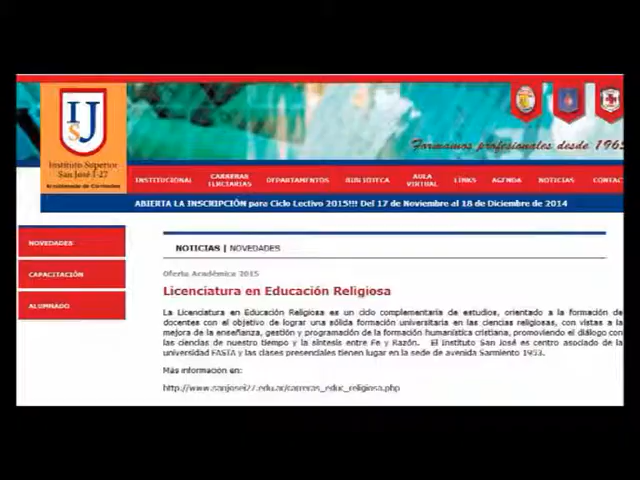 Formamos profesionales desde 1965
IJS
Instituto Superior
San José I-27
Arzobispado de Corrientes
INSTITUCIONAL
CARRERAS TERCIARIAS
DEPARTAMENTOS
BIBLIOTECA
AULA VIRTUAL
LINKS
AGENDA
NOTICIAS
CONTAC
ABIERTA LA INSCRIPCIÓN para Ciclo Lectivo 2015!!! Del 17 de Noviembre al 18 de Diciembre de 2014
NOVEDADES
CAPACITACIÓN
ALUMNADO
NOTICIAS | NOVEDADES
Oferta Académica 2015
Licenciatura en Educación Religiosa
La Licenciatura en Educación Religiosa es un ciclo complementaria de estudios, orientado a la formación de
docentes con el objetivo de lograr una sólida formación universitaria en las ciencias religiosas, con vistas a la
mejora de la enseñanza, gestión y programación de la formación humanística cristiana, promoviendo el diálogo con
las ciencias de nuestro tiempo y la síntesis entre Fe y Razón. El Instituto San José es centro asociado de la
universidad FASTA y las clases presenciales tienen lugar en la sede de avenida Sarmiento 1953.
Más información en:
http://www.sanjosei27.edu.ar/carreras_educ_religiosa.php